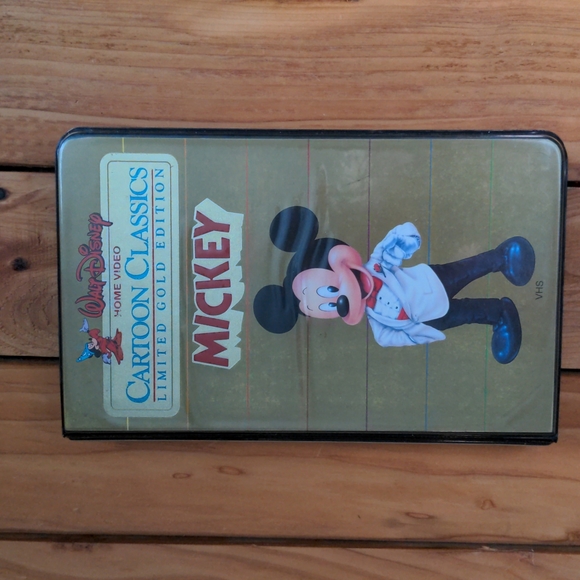 WALT DISNEY
HOME VIDEO
CARTOON CLASSICS
LIMITED GOLD EDITION
MICKEY
VHS